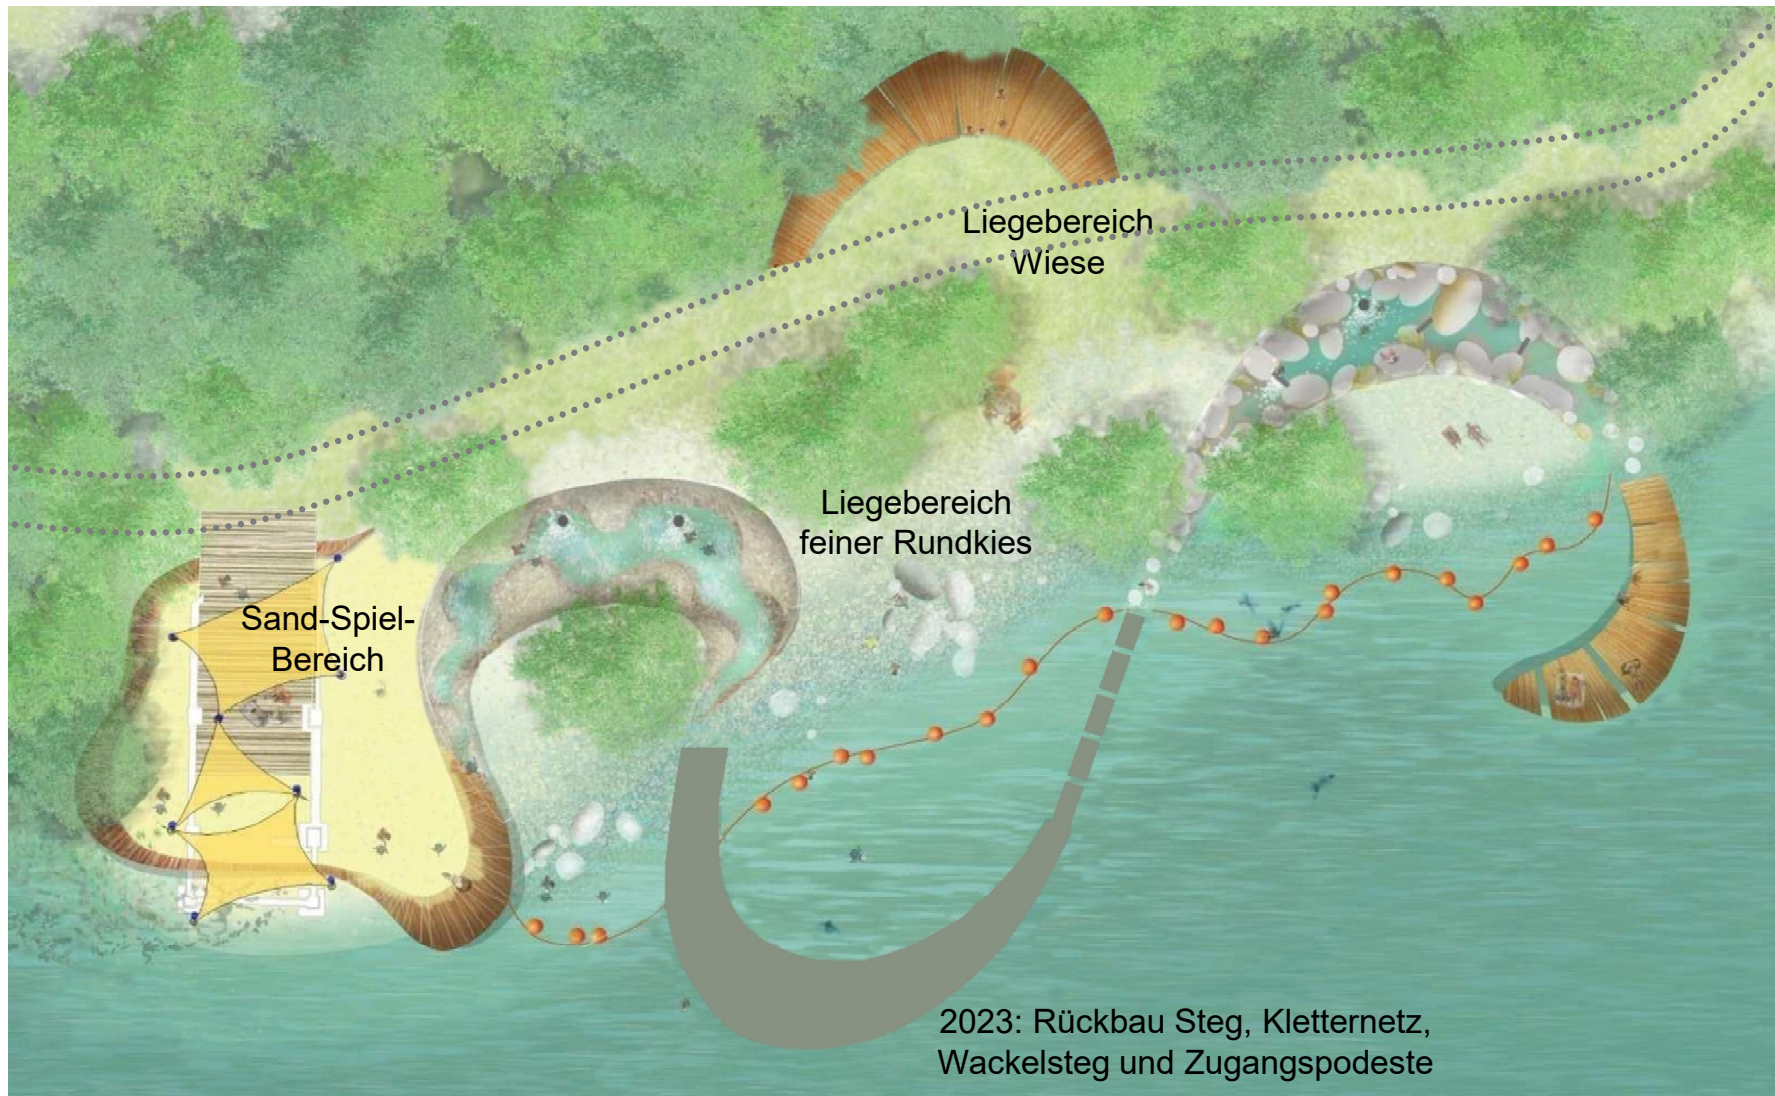 Liegebereich
Wiese
Liegebereich
feiner Rundkies
Sand-Spiel-
Bereich
2023: Rückbau Steg, Kletternetz,
Wackelsteg und Zugangspodeste